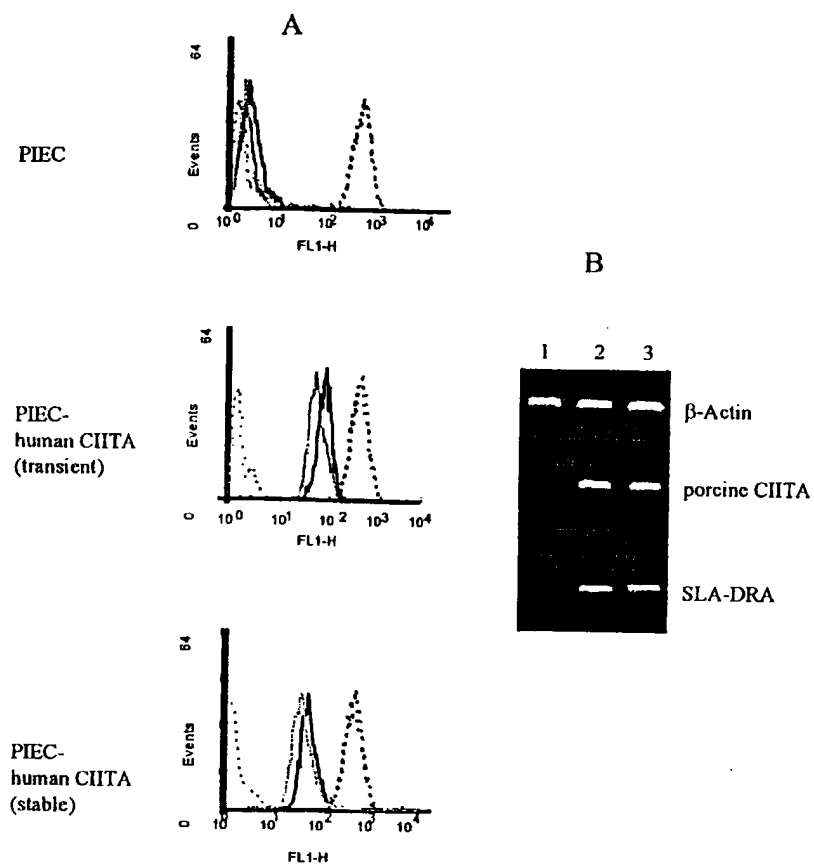 A
PIEC
64
Events
0
10⁰ 10¹ 10² 10³ 10⁴
FL1-H
PIEC-
human CIITA
(transient)
64
Events
0
10⁰ 10¹ 10² 10³ 10⁴
FL1-H
PIEC-
human CIITA
(stable)
64
Events
0
10 10¹ 10² 10³ 10⁴
FL1-H
B
1 2 3
β-Actin
porcine CIITA
SLA-DRA